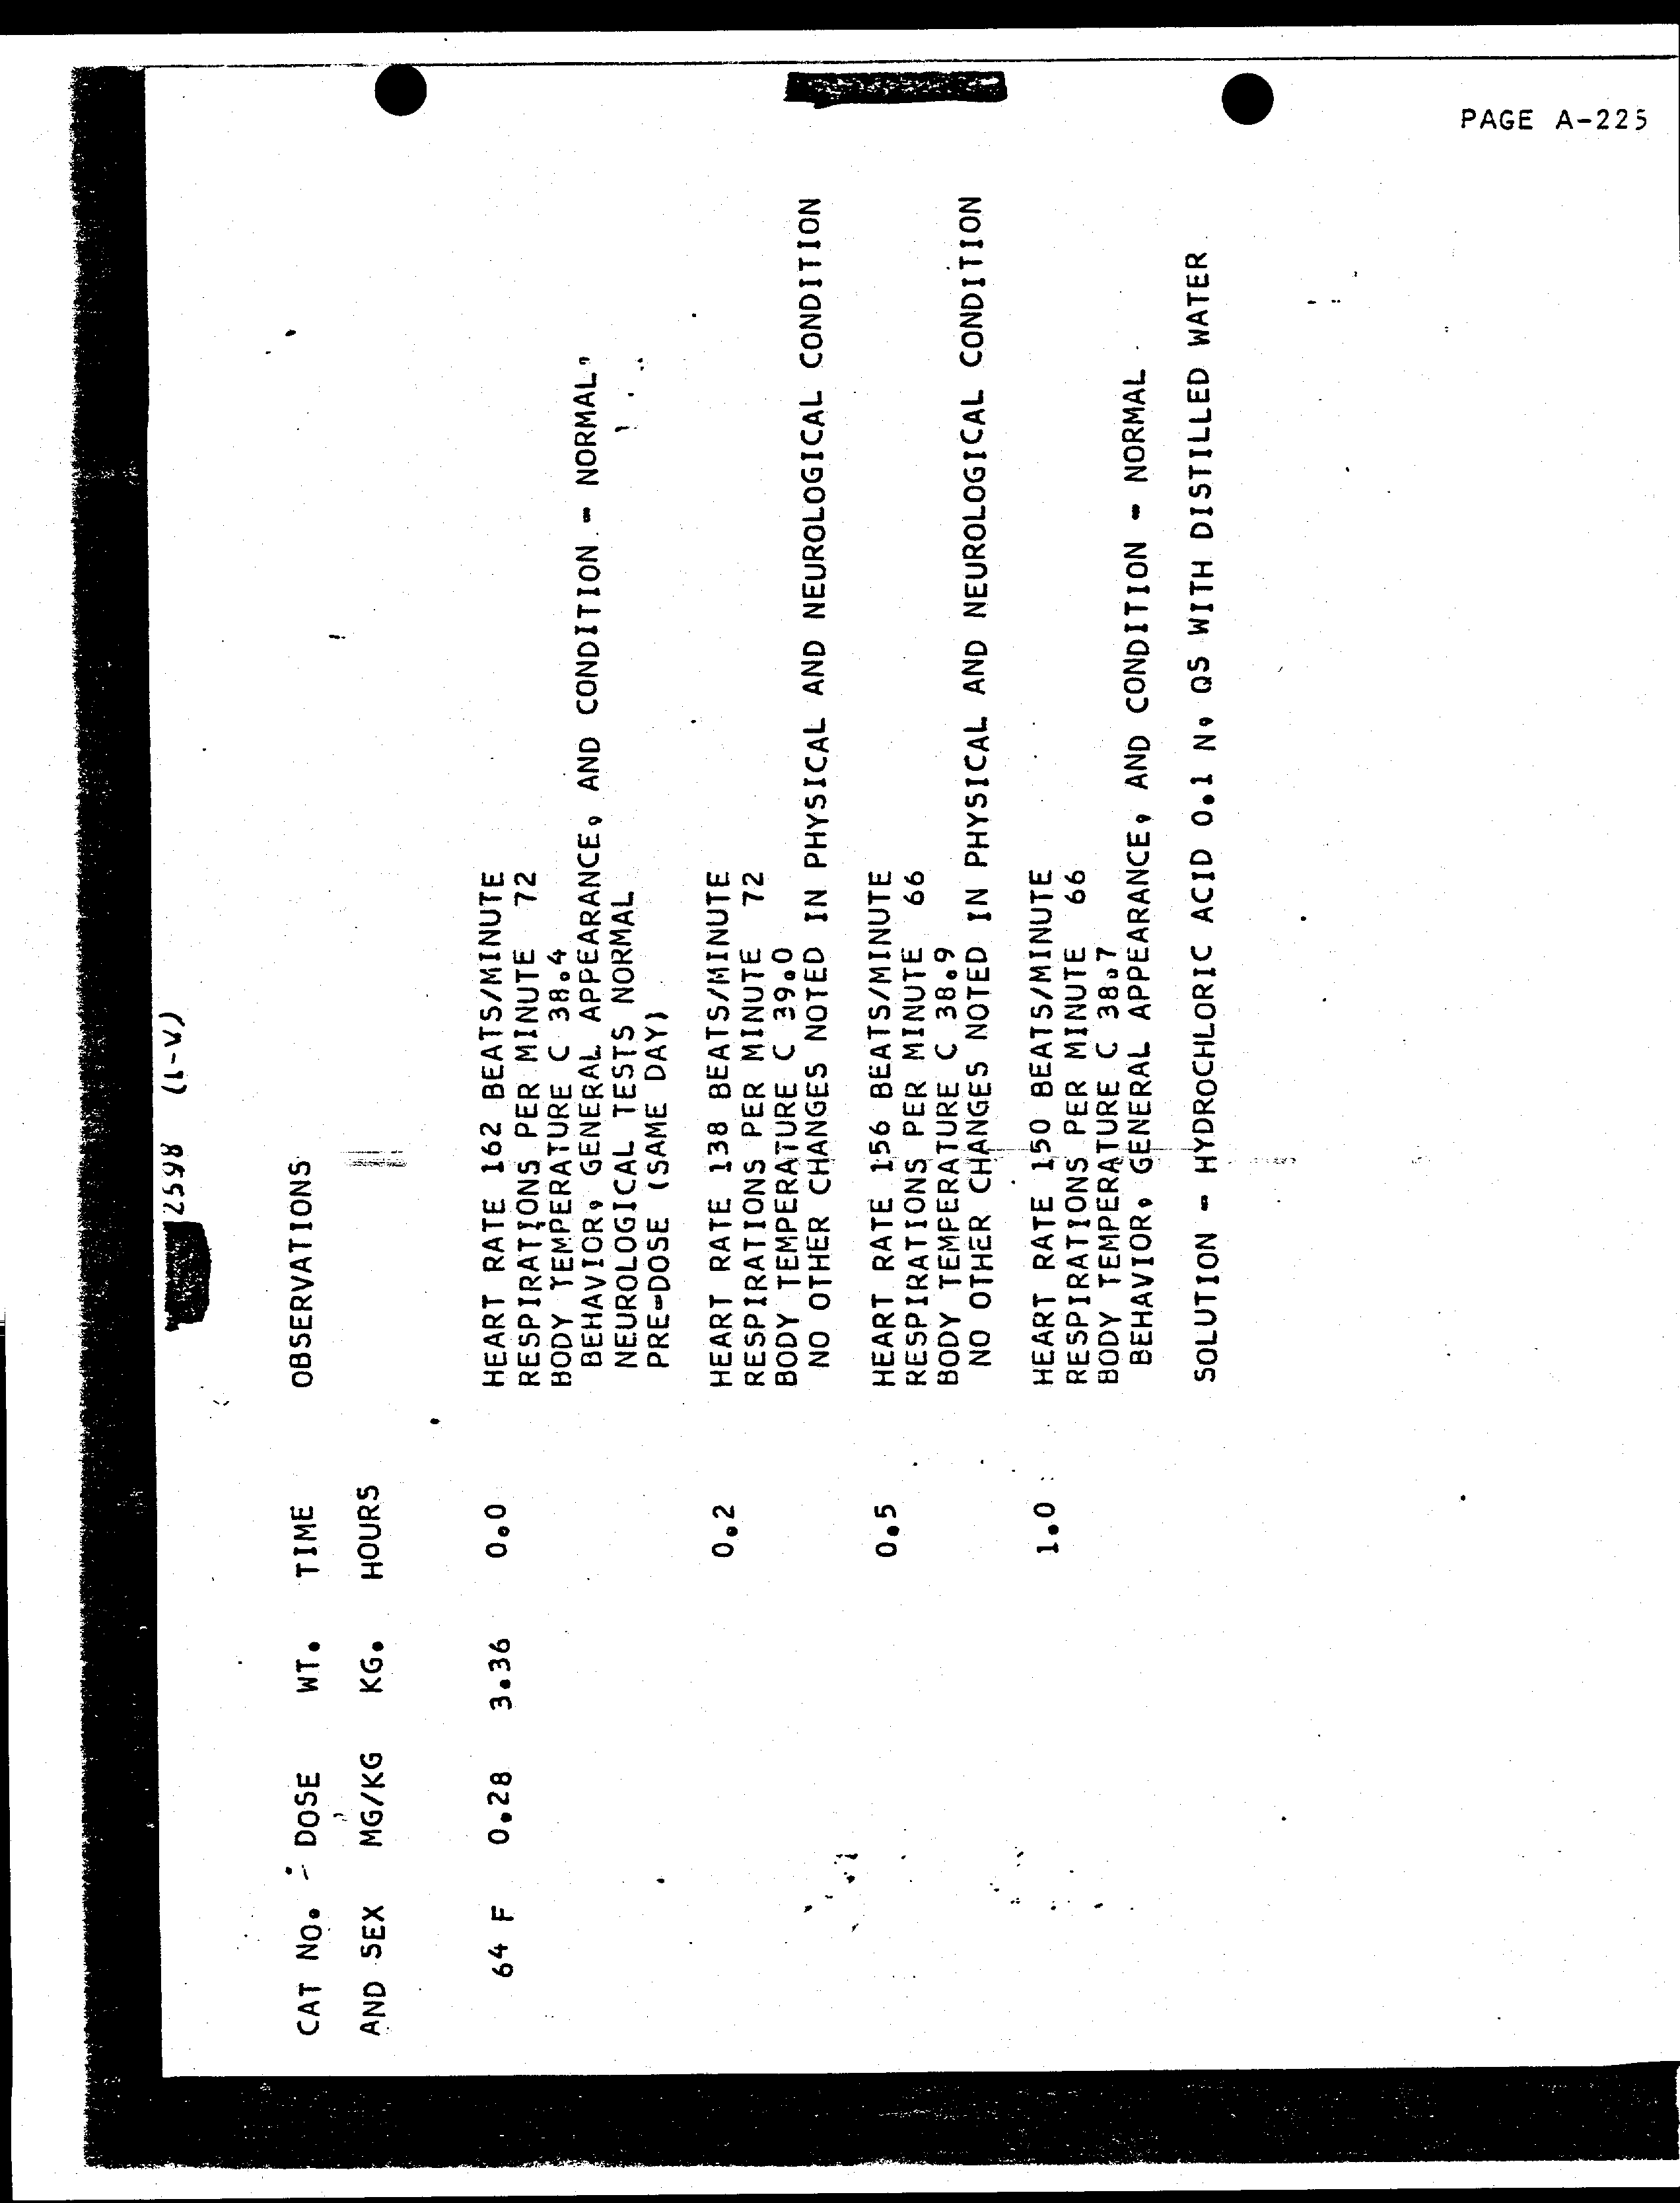 PAGE A-225
2598 (I-V)
CAT NO. DOSE WT. TIME OBSERVATIONS
AND SEX MG/KG KG. HOURS
64 F 0.28 3.36 0.0 HEART RATE 162 BEATS/MINUTE
RESPIRATIONS PER MINUTE 72
BODY TEMPERATURE C 38.4
BEHAVIOR, GENERAL APPEARANCE, AND CONDITION - NORMAL,
NEUROLOGICAL TESTS NORMAL
PRE-DOSE (SAME DAY)
0.2 HEART RATE 138 BEATS/MINUTE
RESPIRATIONS PER MINUTE 72
BODY TEMPERATURE C 39.0
NO OTHER CHANGES NOTED IN PHYSICAL AND NEUROLOGICAL CONDITION
0.5 HEART RATE 156 BEATS/MINUTE
RESPIRATIONS PER MINUTE 66
BODY TEMPERATURE C 38.9
NO OTHER CHANGES NOTED IN PHYSICAL AND NEUROLOGICAL CONDITION
1.0 HEART RATE 150 BEATS/MINUTE
RESPIRATIONS PER MINUTE 66
BODY TEMPERATURE C 38.7
BEHAVIOR, GENERAL APPEARANCE, AND CONDITION - NORMAL
SOLUTION - HYDROCHLORIC ACID 0.1 N, QS WITH DISTILLED WATER